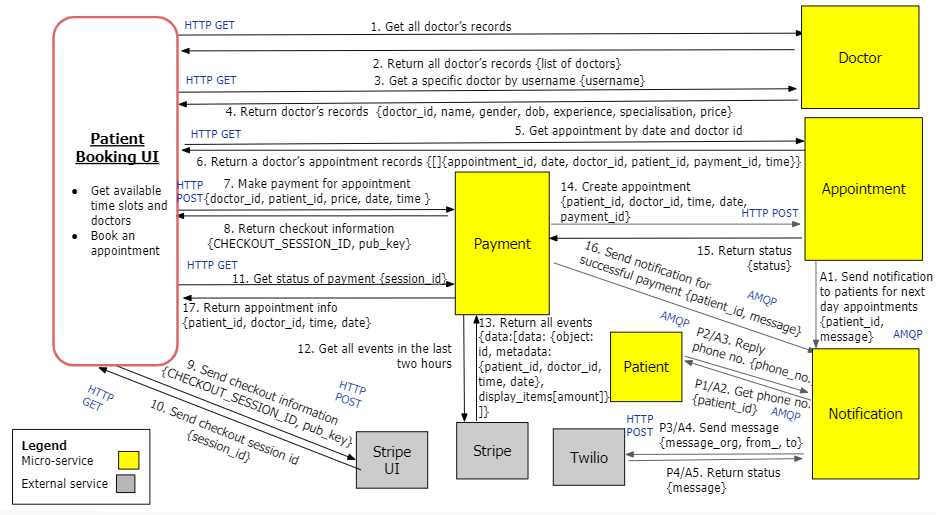 HTTP GET
1. Get all doctor's records
2. Return all doctor's records {list of doctors}
HTTP GET
3. Get a specific doctor by username {username}
4. Return doctor's records {doctor_id, name, gender, dob, experience, specialisation, price}
Doctor
HTTP GET
5. Get appointment by date and doctor id
6. Return a doctor's appointment records {[]{appointment_id, date, doctor_id, patient_id, payment_id, time}}
Appointment
Patient
Booking UI
• Get available
time slots and
doctors
• Book an
appointment
HTTP
POST
7. Make payment for appointment
{doctor_id, patient_id, price, date, time }
8. Return checkout information
{CHECKOUT_SESSION_ID, pub_key}
HTTP GET
11. Get status of payment {session_id}
17. Return appointment info
{patient_id, doctor_id, time, date}
Payment
14. Create appointment
{patient_id, doctor_id, time, date,
payment_id}
HTTP POST
15. Return status
{status}
16. Send notification for
successful payment {patient_id, message}
AMQP
A1. Send notification
to patients for next
day appointments
{patient_id,
message}
AMQP
12. Get all events in the last
two hours
13. Return all events
{data:[data: {object:
id, metadata:
{patient_id, doctor_id,
time, date},
display_items[amount]}
]}
AMQP
P2/A3. Reply
phone no. {phone_no.
Patient
P1/A2. Get phone no.
{patient_id}
AMQP
Notification
9. Send checkout information
{CHECKOUT_SESSION_ID, pub_key}
HTTP
POST
HTTP
GET
10. Send checkout session id
{session_id}
Stripe
UI
Stripe
Twilio
HTTP
POST
P3/A4. Send message
{message_org, from_, to}
P4/A5. Return status
{message}
Legend
Micro-service
External service